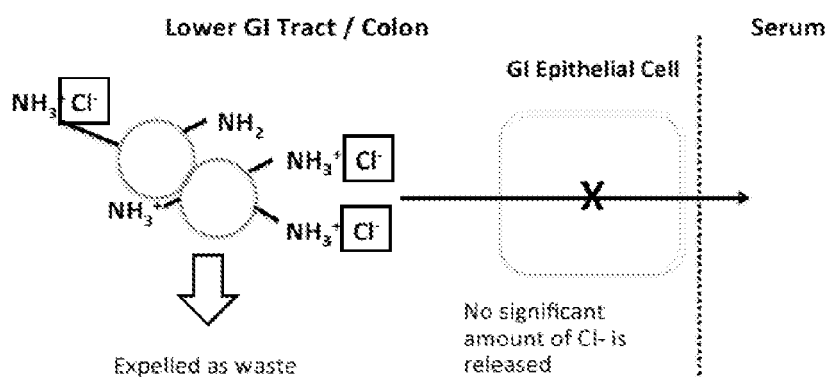 Lower GI Tract / Colon
Serum
GI Epithelial Cell
NH₃⁺ Cl⁻
NH₂
NH₃⁺ Cl⁻
NH₃⁺
NH₃⁺ Cl⁻
X
No significant
amount of Cl- is
released
Expelled as waste